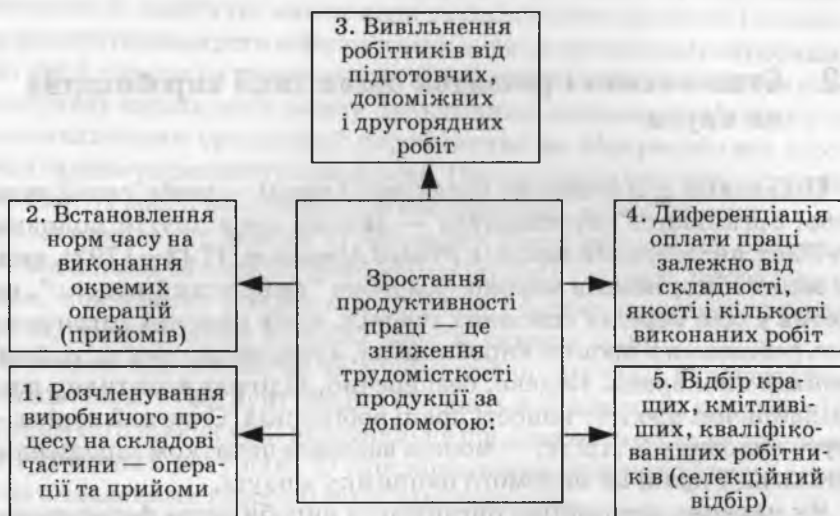 3. Вивільнення
робітників від
підготовчих,
допоміжних
і другорядних
робіт
2. Встановлення
норм часу на
виконання
окремих
операцій
(прийомів)
Зростання
продуктивності
праці — це
зниження
трудомісткості
продукції за
допомогою:
4. Диференціація
оплати праці
залежно від
складності,
якості і кількості
виконаних робіт
1. Розчленування
виробничого про-
цесу на складові
частини — опера-
ції та прийоми
5. Відбір кра-
щих, кмітливі-
ших, кваліфіко-
ваніших робітни-
ків (селекційний
відбір)